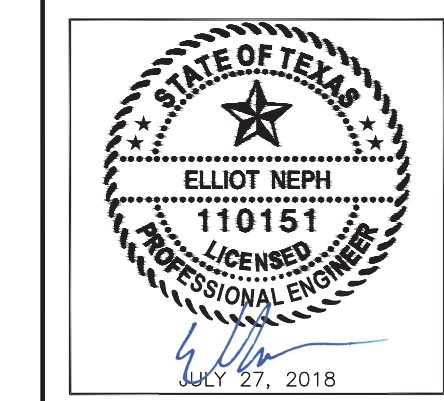 STATE OF TEXAS
ELLIOT NEPH
110151
LICENSED
PROFESSIONAL ENGINEER
JULY 27, 2018